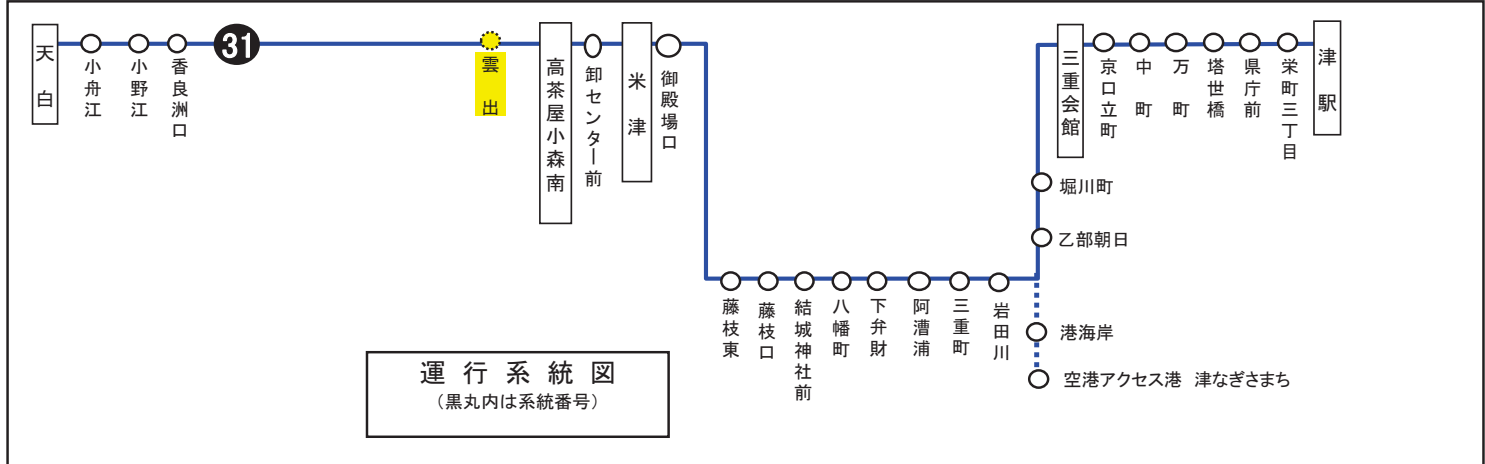 天白
小舟江
小野江
香良洲口
31
雲出
高茶屋小森南
卸センター前
米津
御殿場口
藤枝東
藤枝口
結城神社前
八幡町
下弁財
阿漕浦
三重町
岩田川
港海岸
空港アクセス港 津なぎさまち
乙部朝日
堀川町
三重会館
京口立町
中町
万町
塔世橋
県庁前
栄町三丁目
津駅
運行系統図
(黒丸内は系統番号)